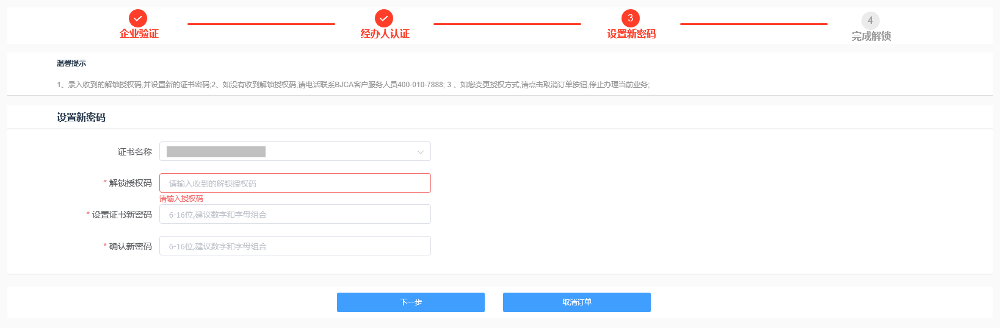 3
4
企业验证
经办人认证
设置新密码
完成解锁
温馨提示
1、录入收到的解锁授权码,并设置新的证书密码;2、如没有收到解锁授权码,请电话联系BJCA客户服务人员400-010-7888; 3 、如您变更授权方式,请点击取消订单按钮,停止办理当前业务;
设置新密码
证书名称
* 解锁授权码
请输入收到的解锁授权码
请输入授权码
* 设置证书新密码
6-16位,建议数字和字母组合
* 确认新密码
6-16位,建议数字和字母组合
下一步
取消订单